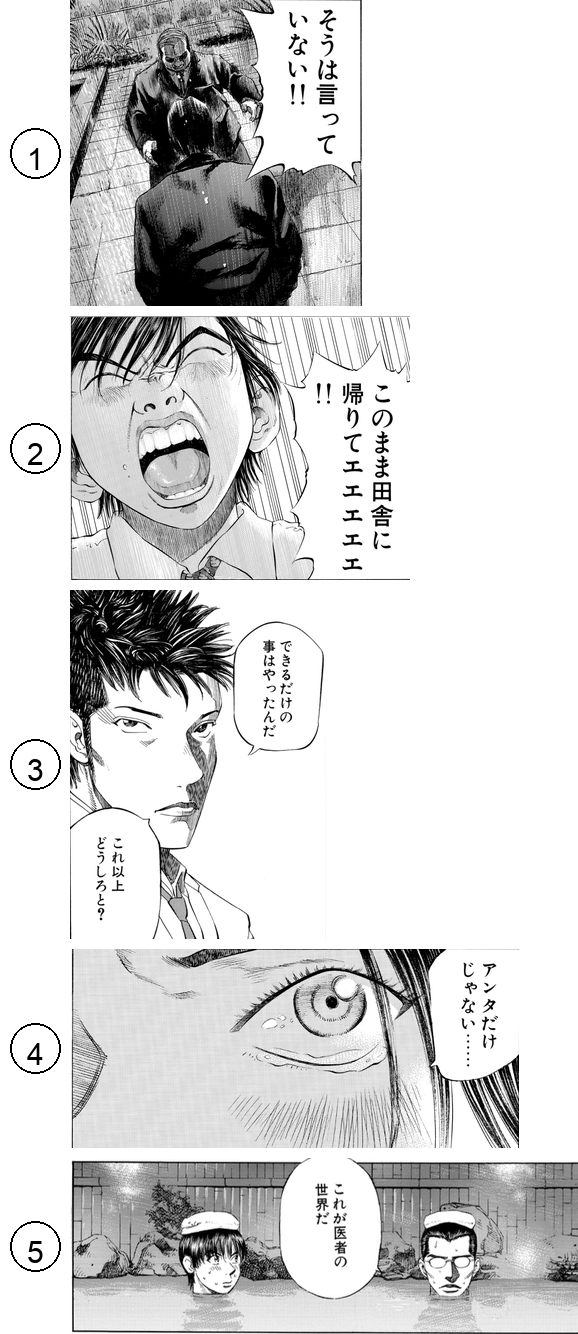 1
そうは言って
いない!!
2
このまま田舎に
帰りてエエエエエ
!!
3
できるだけの
事はやったんだ
これ以上
どうしろと?
4
アンタだけ
じゃない……
5
これが医者の
世界だ